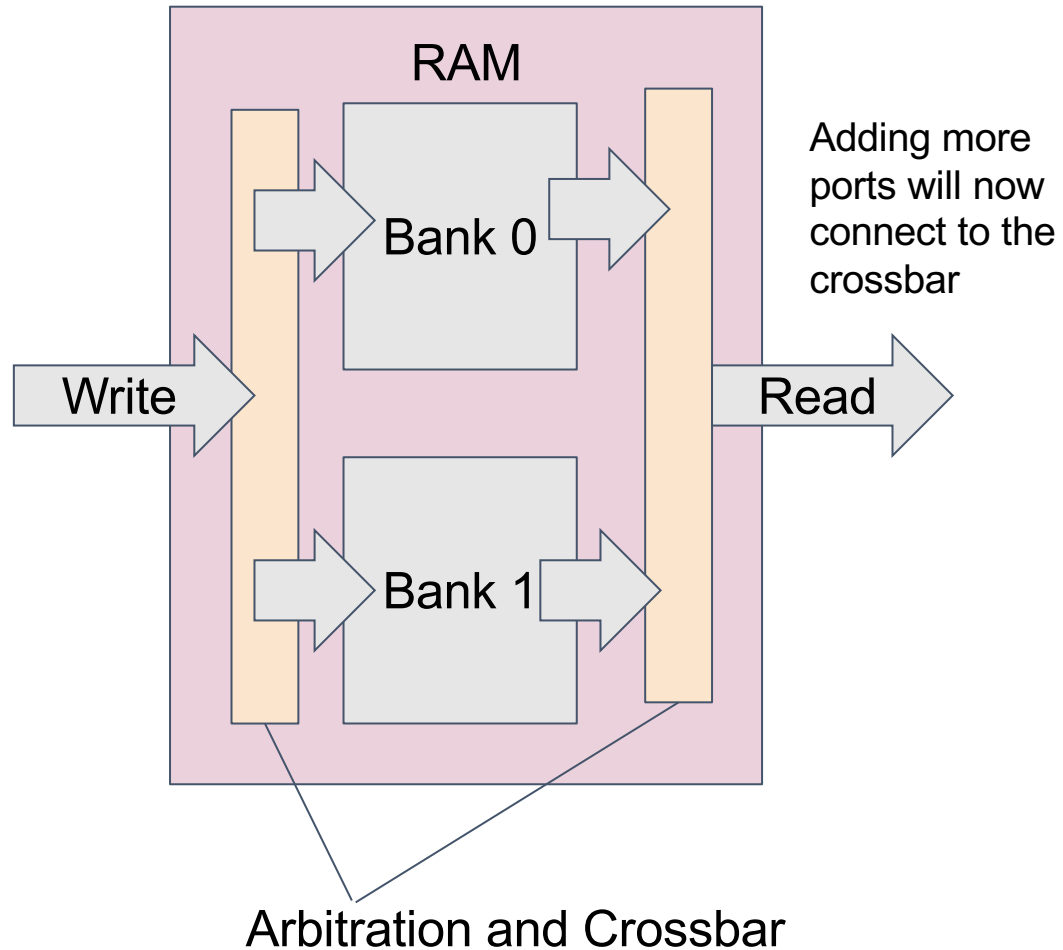 RAM
Adding more
ports will now
connect to the
crossbar
Bank 0
Write
Read
Bank 1
Arbitration and Crossbar